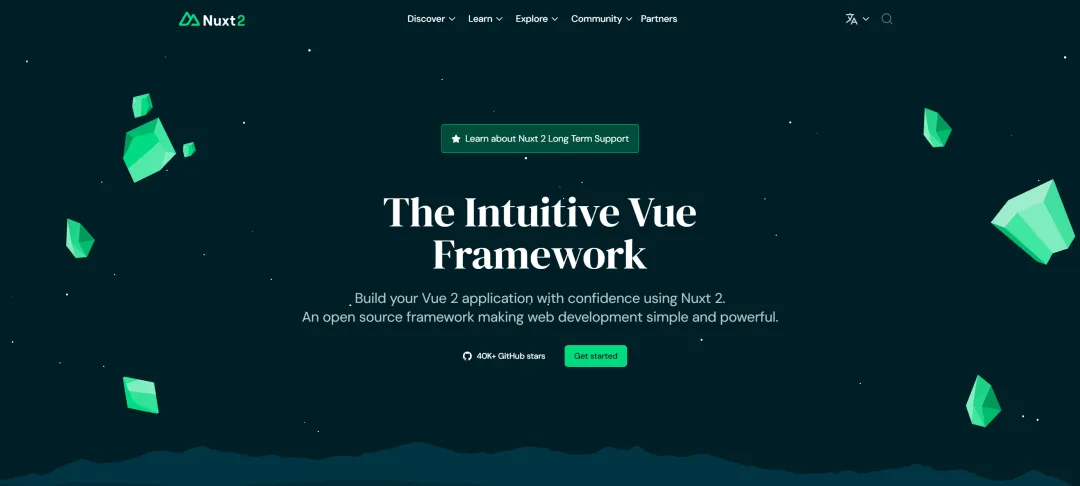 Nuxt 2
Discover Learn Explore Community Partners
Learn about Nuxt 2 Long Term Support
The Intuitive Vue
Framework
Build your Vue 2 application with confidence using Nuxt 2.
An open source framework making web development simple and powerful.
40K+ GitHub stars Get started